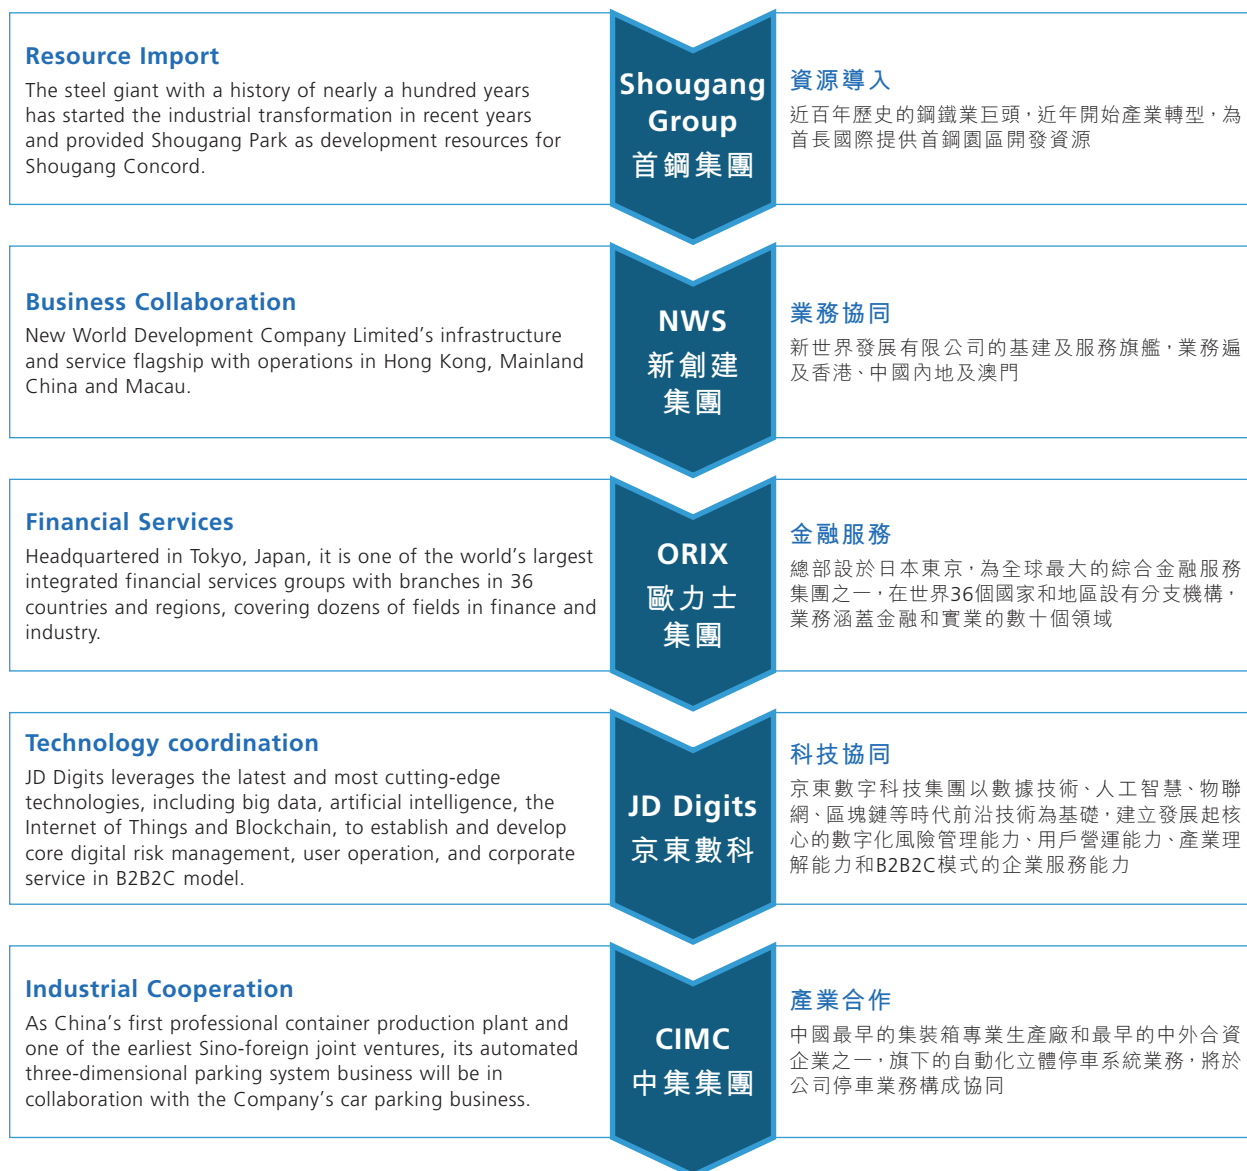 Resource Import
The steel giant with a history of nearly a hundred years
has started the industrial transformation in recent years
and provided Shougang Park as development resources for
Shougang Concord.
Shougang
Group
首鋼集團
資源導入
近百年歷史的鋼鐵業巨頭，近年開始產業轉型，為
首長國際提供首鋼園區開發資源
Business Collaboration
New World Development Company Limited’s infrastructure
and service flagship with operations in Hong Kong, Mainland
China and Macau.
NWS
新創建
集團
業務協同
新世界發展有限公司的基建及服務旗艦，業務遍
及香港、中國內地及澳門
Financial Services
Headquartered in Tokyo, Japan, it is one of the world’s largest
integrated financial services groups with branches in 36
countries and regions, covering dozens of fields in finance and
industry.
ORIX
歐力士
集團
金融服務
總部設於日本東京，為全球最大的綜合金融服務
集團之一，在世界36個國家和地區設有分支機構，
業務涵蓋金融和實業的數十個領域
Technology coordination
JD Digits leverages the latest and most cutting-edge
technologies, including big data, artificial intelligence, the
Internet of Things and Blockchain, to establish and develop
core digital risk management, user operation, and corporate
service in B2B2C model.
JD Digits
京東數科
科技協同
京東數字科技集團以數據技術、人工智慧、物聯
網、區塊鏈等時代前沿技術為基礎，建立發展起核
心的數字化風險管理能力、用戶營運能力、產業理
解能力和B2B2C模式的企業服務能力
Industrial Cooperation
As China’s first professional container production plant and
one of the earliest Sino-foreign joint ventures, its automated
three-dimensional parking system business will be in
collaboration with the Company’s car parking business.
CIMC
中集集團
產業合作
中國最早的集裝箱專業生產廠和最早的中外合資
企業之一，旗下的自動化立體停車系統業務，將於
公司停車業務構成協同